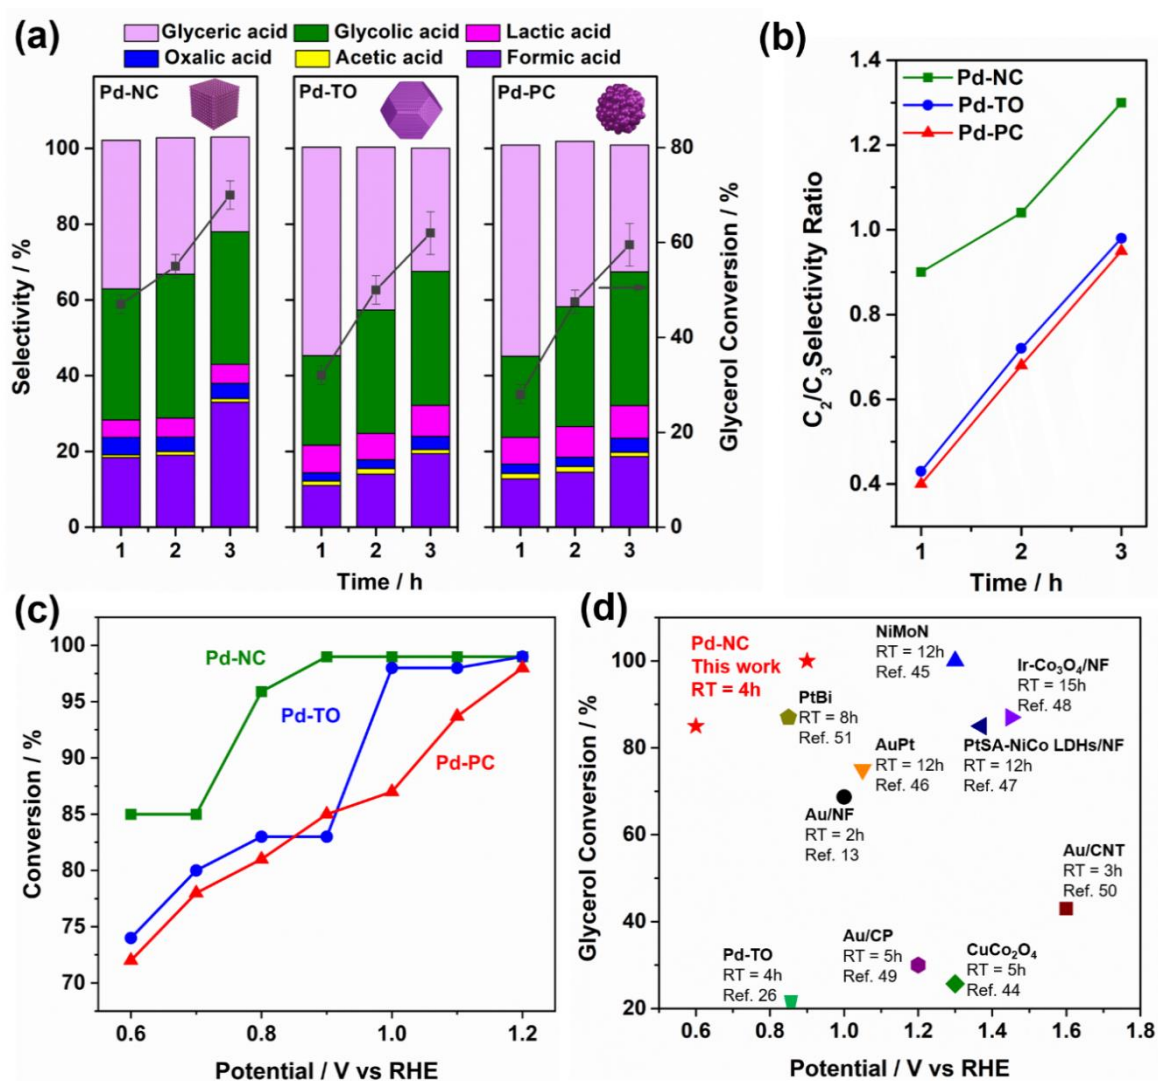 (a)
Glyceric acid Glycolic acid Lactic acid
Oxalic acid Acetic acid Formic acid
Pd-NC
Pd-TO
Pd-PC
Selectivity / %
100
80
60
40
20
0
80
60
40
20
0
Glycerol Conversion / %
1 2 3 1 2 3 1 2 3
Time / h
(b)
Pd-NC
Pd-TO
Pd-PC
C₂/C₃ Selectivity Ratio
1.4
1.2
1.0
0.8
0.6
0.4
1 2 3
Time / h
(c)
Pd-NC
Pd-TO
Pd-PC
Conversion / %
100
95
90
85
80
75
70
0.6 0.8 1.0 1.2
Potential / V vs RHE
(d)
Glycerol Conversion / %
100
80
60
40
20
Pd-NC
This work
RT = 4h
NiMoN
RT = 12h
Ref. 45
Ir-Co₃O₄/NF
RT = 15h
Ref. 48
PtBi
RT = 8h
Ref. 51
AuPt
RT = 12h
Ref. 46
PtSA-NiCo LDHs/NF
RT = 12h
Ref. 47
Au/NF
RT = 2h
Ref. 13
Au/CNT
RT = 3h
Ref. 50
Pd-TO
RT = 4h
Ref. 26
Au/CP
RT = 5h
Ref. 49
CuCo₂O₄
RT = 5h
Ref. 44
0.6 0.8 1.0 1.2 1.4 1.6 1.8
Potential / V vs RHE